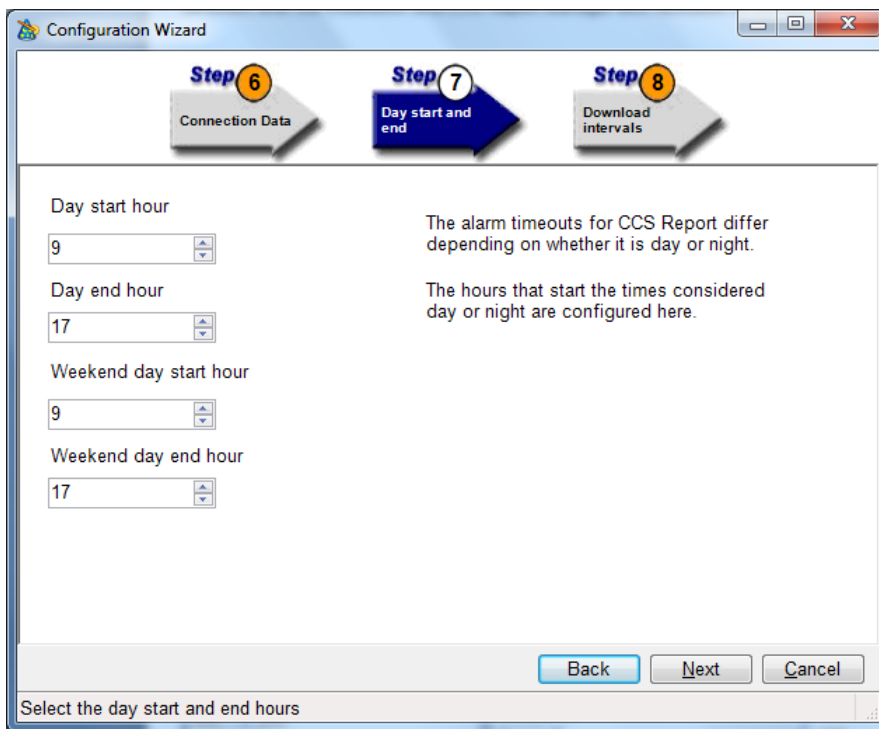 Configuration Wizard
Step 6
Connection Data
Step 7
Day start and
end
Step 8
Download
intervals
Day start hour
9
Day end hour
17
Weekend day start hour
9
Weekend day end hour
17
The alarm timeouts for CCS Report differ
depending on whether it is day or night.
The hours that start the times considered
day or night are configured here.
Back
Next
Cancel
Select the day start and end hours